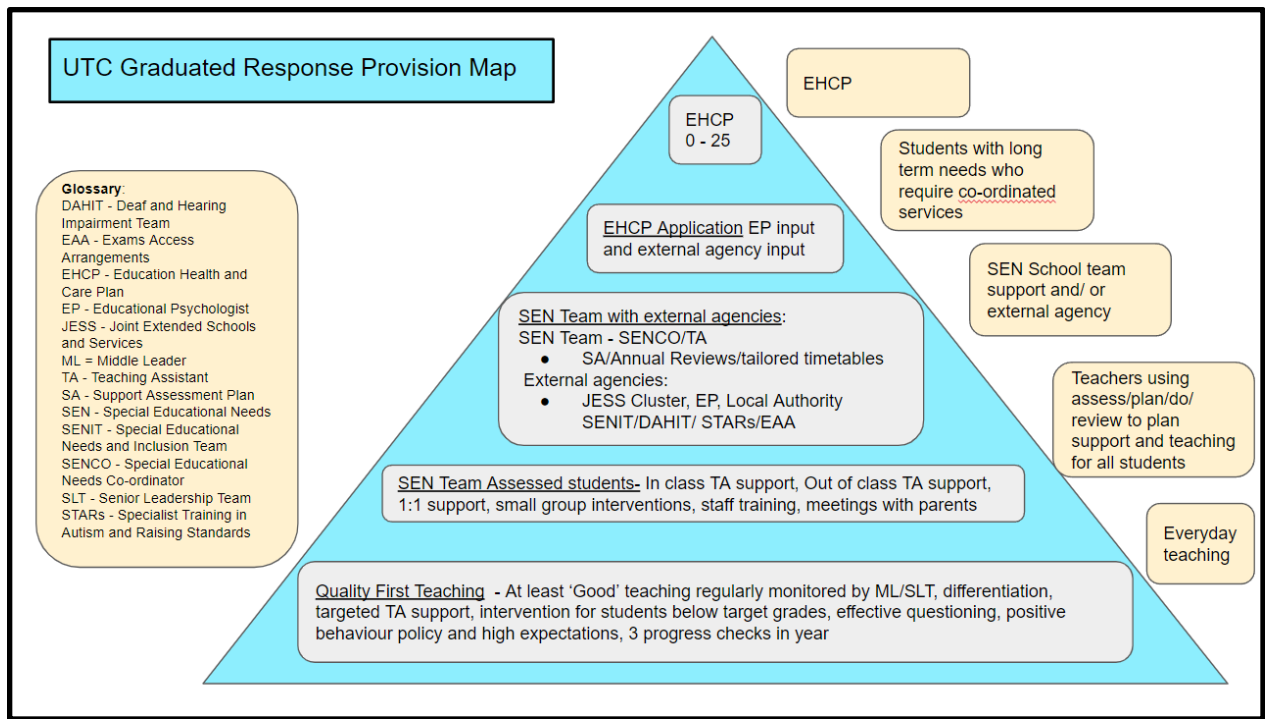 UTC Graduated Response Provision Map
Glossary:
DAHIT - Deaf and Hearing
Impairment Team
EAA - Exams Access
Arrangements
EHCP - Education Health and
Care Plan
EP - Educational Psychologist
JESS - Joint Extended Schools
and Services
ML = Middle Leader
TA - Teaching Assistant
SA - Support Assessment Plan
SEN - Special Educational Needs
SENIT - Special Educational
Needs and Inclusion Team
SENCO - Special Educational
Needs Co-ordinator
SLT - Senior Leadership Team
STARs - Specialist Training in
Autism and Raising Standards
EHCP
0 - 25
EHCP Application EP input
and external agency input
SEN Team with external agencies:
SEN Team - SENCO/TA
● SA/Annual Reviews/tailored timetables
External agencies:
● JESS Cluster, EP, Local Authority
SENIT/DAHIT/ STARs/EAA
SEN Team Assessed students- In class TA support, Out of class TA support,
1:1 support, small group interventions, staff training, meetings with parents
Quality First Teaching - At least ‘Good’ teaching regularly monitored by ML/SLT, differentiation,
targeted TA support, intervention for students below target grades, effective questioning, positive
behaviour policy and high expectations, 3 progress checks in year
EHCP
Students with long
term needs who
require co-ordinated
services
SEN School team
support and/ or
external agency
Teachers using
assess/plan/do/
review to plan
support and teaching
for all students
Everyday
teaching